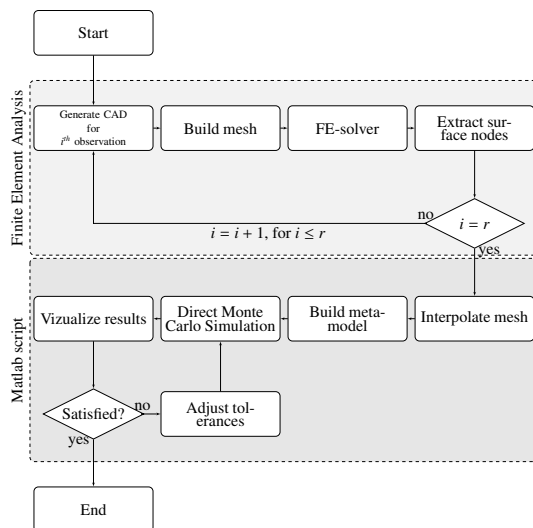 Start
Finite Element Analysis
Generate CAD
for
i^th observation
Build mesh
FE-solver
Extract sur-
face nodes
no
i = r
i = i + 1, for i ≤ r
yes
Matlab script
Vizualize results
Direct Monte
Carlo Simulation
Build meta-
model
Interpolate mesh
Satisfied?
no
Adjust tol-
erances
yes
End